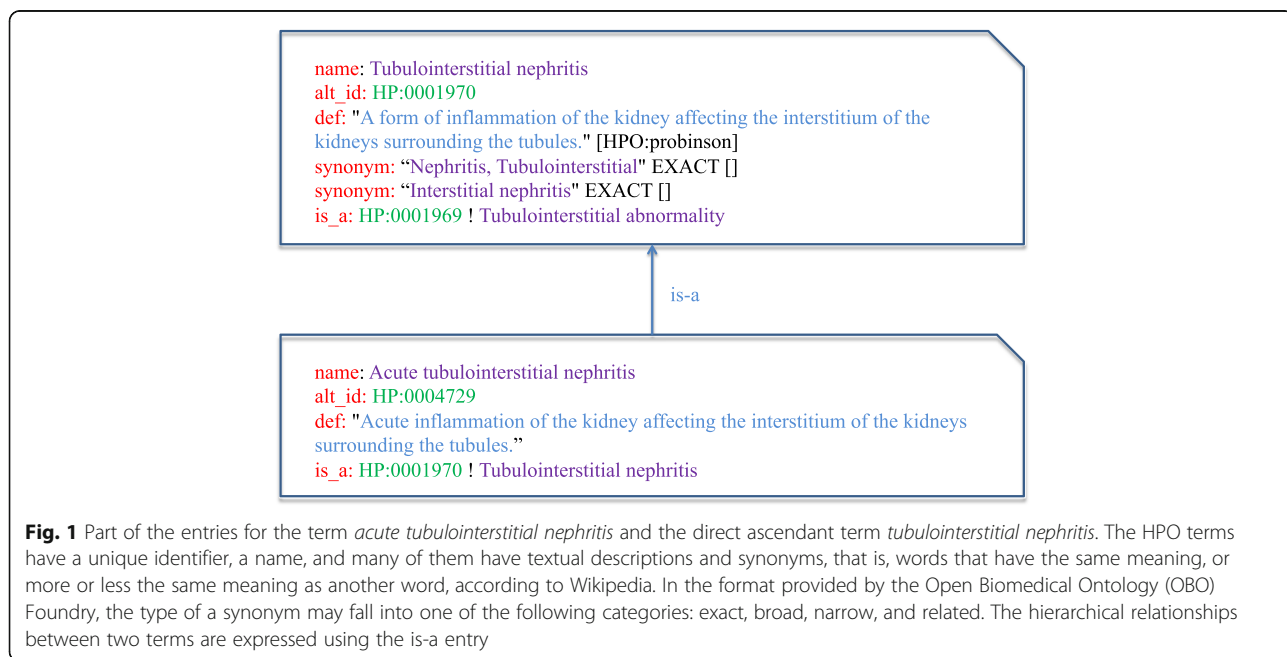 name: Tubulointerstitial nephritis
alt_id: HP:0001970
def: "A form of inflammation of the kidney affecting the interstitium of the
kidneys surrounding the tubules." [HPO:probinson]
synonym: “Nephritis, Tubulointerstitial" EXACT []
synonym: “Interstitial nephritis" EXACT []
is_a: HP:0001969 ! Tubulointerstitial abnormality
is-a
name: Acute tubulointerstitial nephritis
alt_id: HP:0004729
def: "Acute inflammation of the kidney affecting the interstitium of the kidneys
surrounding the tubules.”
is_a: HP:0001970 ! Tubulointerstitial nephritis
Fig. 1 Part of the entries for the term acute tubulointerstitial nephritis and the direct ascendant term tubulointerstitial nephritis. The HPO terms
have a unique identifier, a name, and many of them have textual descriptions and synonyms, that is, words that have the same meaning, or
more or less the same meaning as another word, according to Wikipedia. In the format provided by the Open Biomedical Ontology (OBO)
Foundry, the type of a synonym may fall into one of the following categories: exact, broad, narrow, and related. The hierarchical relationships
between two terms are expressed using the is-a entry